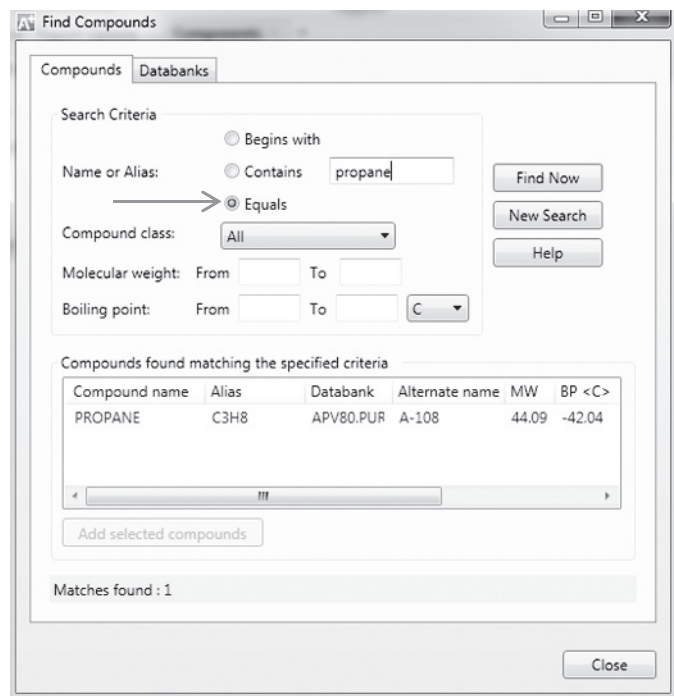 A+ Find Compounds
Compounds Databanks
Search Criteria
Begins with
Name or Alias: Contains propane
Equals
Find Now
Compound class: All
New Search
Help
Molecular weight: From To
Boiling point: From To C
Compounds found matching the specified criteria
Compound name Alias Databank Alternate name MW BP <C>
PROPANE C3H8 APV80.PUR A-108 44.09 -42.04
Add selected compounds
Matches found : 1
Close